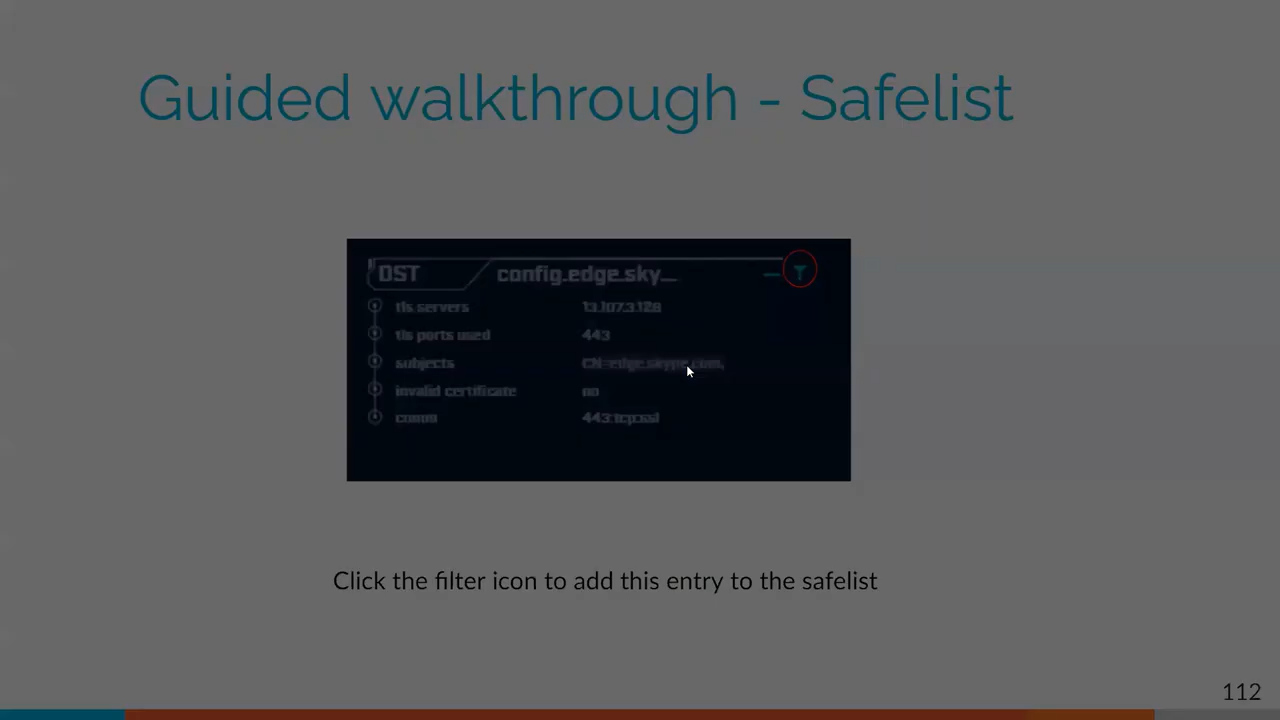 Guided walkthrough - Safelist
DST config.edge.sky...
tls servers 13.107.3.128
tls ports used 443
subjects CN=edge.skype.com,
invalid certificate no
conns 443:tcp:ssl
Click the filter icon to add this entry to the safelist
112